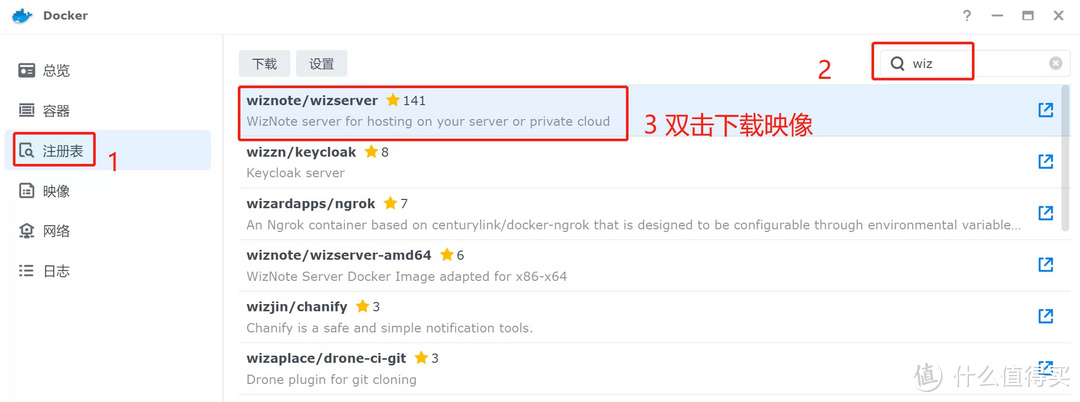 Docker
总览
容器
注册表
1
映像
网络
日志
下载
设置
2
wiz
wiznote/wizserver 141
WizNote server for hosting on your server or private cloud
3 双击下载映像
wizzn/keycloak 8
Keycloak server
wizardapps/ngrok 7
An Ngrok container based on centurylink/docker-ngrok that is designed to be configurable through environmental variable...
wiznote/wizserver-amd64 6
WizNote Server Docker Image adapted for x86-x64
wizjin/chanify 3
Chanify is a safe and simple notification tools.
wizaplace/drone-ci-git 3
Drone plugin for git cloning
值 什么值得买